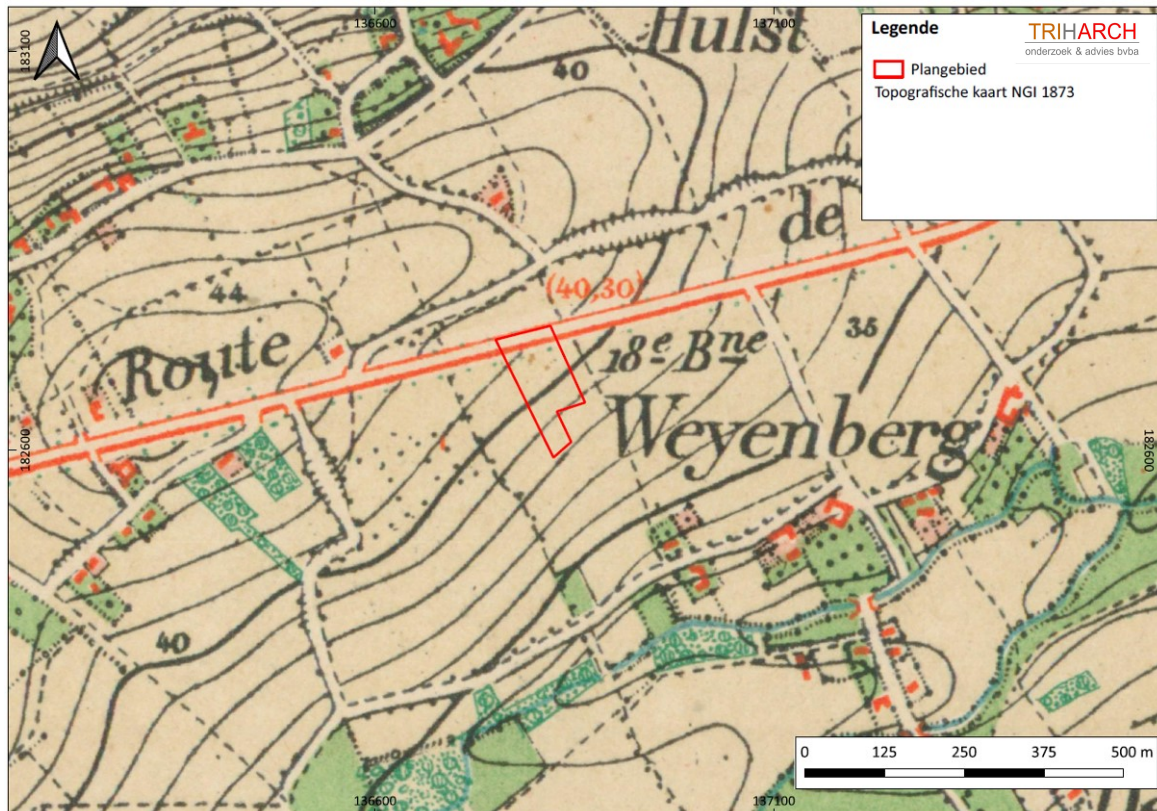 136600
137100
183100
Hulst
40
Legende
TRIHARCH
onderzoek & advies bvba
Plangebied
Topografische kaart NGI 1873
de
(40,30)
44
Route
18e Bne
35
Weyenberg
182600
182600
40
0 125 250 375 500 m
136600
137100